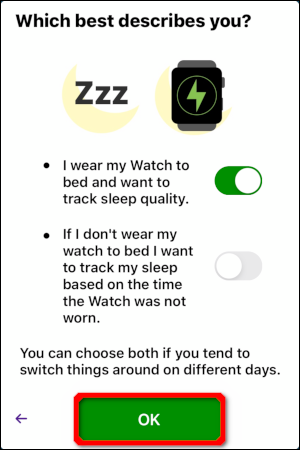 Which best describes you?
Zzz
• I wear my Watch to
bed and want to
track sleep quality.
• If I don't wear my
watch to bed I want
to track my sleep
based on the time
the Watch was not
worn.
You can choose both if you tend to
switch things around on different days.
OK